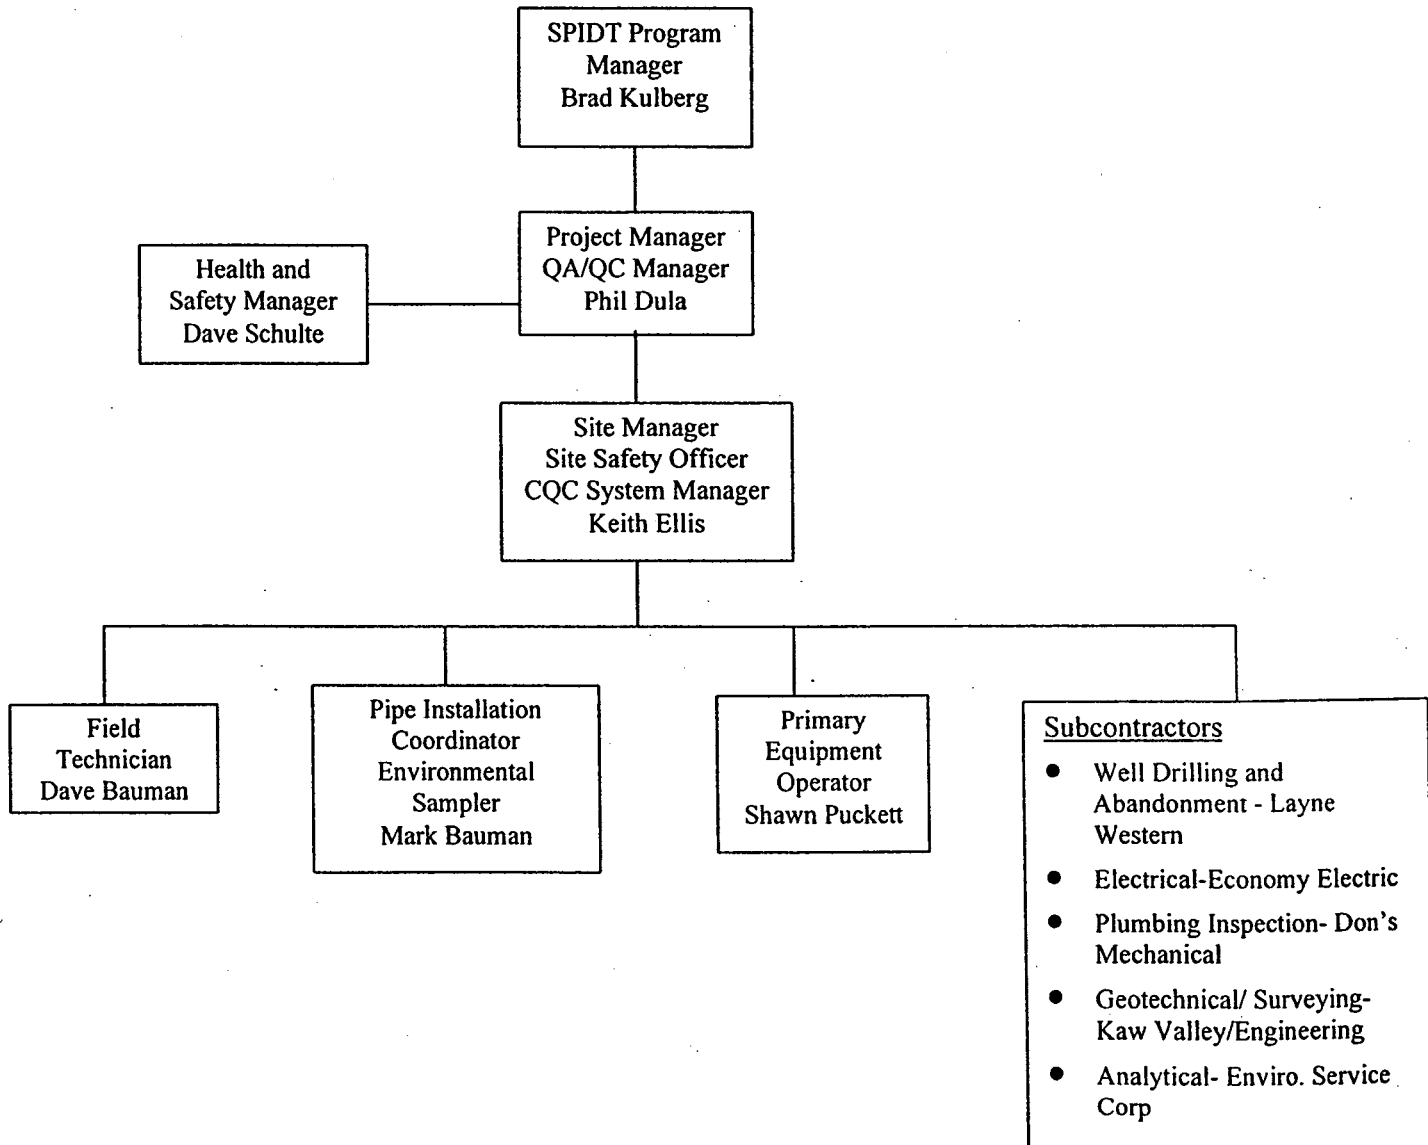 SPIDT Program
Manager
Brad Kulberg
Project Manager
QA/QC Manager
Phil Dula
Health and
Safety Manager
Dave Schulte
Site Manager
Site Safety Officer
CQC System Manager
Keith Ellis
Field
Technician
Dave Bauman
Pipe Installation
Coordinator
Environmental
Sampler
Mark Bauman
Primary
Equipment
Operator
Shawn Puckett
Subcontractors
● Well Drilling and
Abandonment - Layne
Western
● Electrical-Economy Electric
● Plumbing Inspection- Don's
Mechanical
● Geotechnical/ Surveying-
Kaw Valley/Engineering
● Analytical- Enviro. Service
Corp